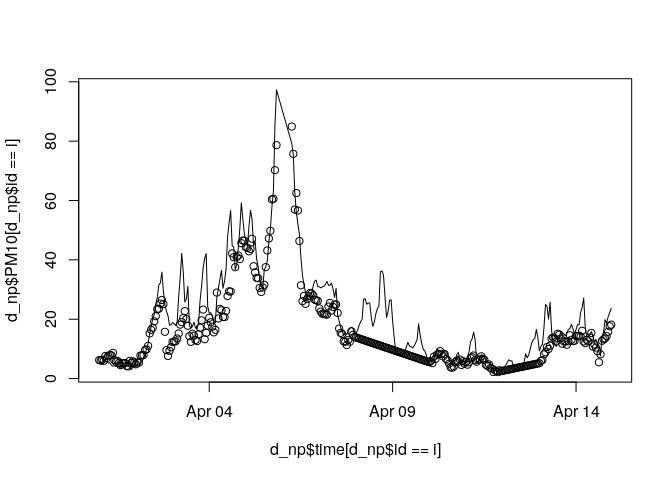 d_np$PM10[d_np$id == i]
100
80
60
40
20
0
Apr 04 Apr 09 Apr 14
d_np$time[d_np$id == i]